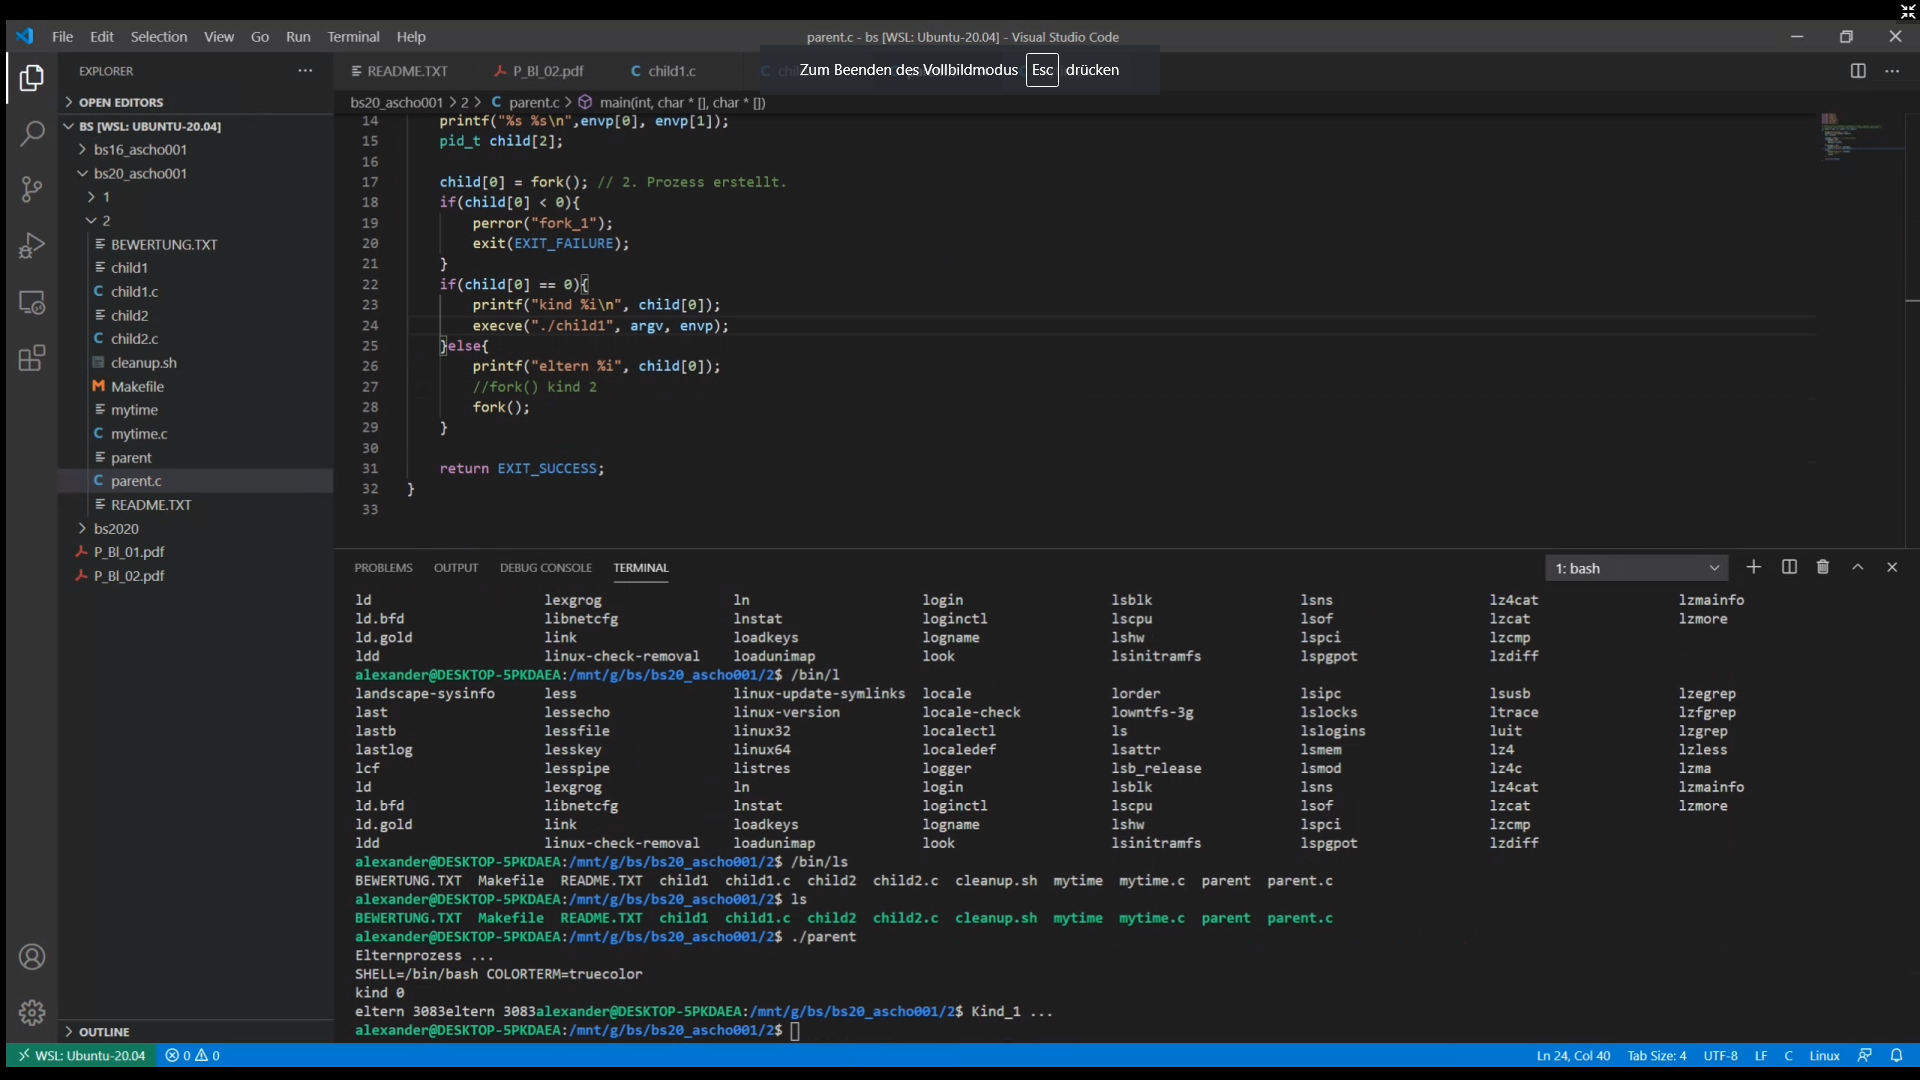 File Edit Selection View Go Run Terminal Help
parent.c - bs [WSL: Ubuntu-20.04] - Visual Studio Code
EXPLORER
README.TXT P_Bl_02.pdf child1.c
Zum Beenden des Vollbildmodus Esc drücken
OPEN EDITORS
BS [WSL: UBUNTU-20.04]
bs16_ascho001
bs20_ascho001
1
2
BEWERTUNG.TXT
child1
child1.c
child2
child2.c
cleanup.sh
Makefile
mytime
mytime.c
parent
parent.c
README.TXT
bs2020
P_Bl_01.pdf
P_Bl_02.pdf
OUTLINE
bs20_ascho001 > 2 > C parent.c > main(int, char * [], char * [])
14 printf("%s %s\n",envp[0], envp[1]);
15 pid_t child[2];
16
17 child[0] = fork(); // 2. Prozess erstellt.
18 if(child[0] < 0){
19 perror("fork_1");
20 exit(EXIT_FAILURE);
21 }
22 if(child[0] == 0){
23 printf("kind %i\n", child[0]);
24 execve("./child1", argv, envp);
25 }else{
26 printf("eltern %i", child[0]);
27 //fork() kind 2
28 fork();
29 }
30
31 return EXIT_SUCCESS;
32 }
33
PROBLEMS OUTPUT DEBUG CONSOLE TERMINAL
1: bash
ld lexgrog ln login lsblk lsns lz4cat lzmainfo
ld.bfd libnetcfg lnstat loginctl lscpu lsof lzcat lzmore
ld.gold link loadkeys logname lshw lspci lzcmp
ldd linux-check-removal loadunimap look lsinitramfs lspgpot lzdiff
alexander@DESKTOP-5PKDAEA:/mnt/g/bs/bs20_ascho001/2$ /bin/l
landscape-sysinfo less linux-update-symlinks locale lorder lsipc lsusb lzegrep
last lessecho linux-version locale-check lowntfs-3g lslocks ltrace lzfgrep
lastb lessfile linux32 localectl ls lslogins luit lzgrep
lastlog lesskey linux64 localedef lsattr lsmem lz4 lzless
lcf lesspipe listres logger lsb_release lsmod lz4c lzma
ld lexgrog ln login lsblk lsns lz4cat lzmainfo
ld.bfd libnetcfg lnstat loginctl lscpu lsof lzcat lzmore
ld.gold link loadkeys logname lshw lspci lzcmp
ldd linux-check-removal loadunimap look lsinitramfs lspgpot lzdiff
alexander@DESKTOP-5PKDAEA:/mnt/g/bs/bs20_ascho001/2$ /bin/ls
BEWERTUNG.TXT Makefile README.TXT child1 child1.c child2 child2.c cleanup.sh mytime mytime.c parent parent.c
alexander@DESKTOP-5PKDAEA:/mnt/g/bs/bs20_ascho001/2$ ls
BEWERTUNG.TXT Makefile README.TXT child1 child1.c child2 child2.c cleanup.sh mytime mytime.c parent parent.c
alexander@DESKTOP-5PKDAEA:/mnt/g/bs/bs20_ascho001/2$ ./parent
Elternprozess ...
SHELL=/bin/bash COLORTERM=truecolor
kind 0
eltern 3083eltern 3083alexander@DESKTOP-5PKDAEA:/mnt/g/bs/bs20_ascho001/2$ Kind_1 ...
alexander@DESKTOP-5PKDAEA:/mnt/g/bs/bs20_ascho001/2$
WSL: Ubuntu-20.04 0 0
Ln 24, Col 40 Tab Size: 4 UTF-8 LF C Linux